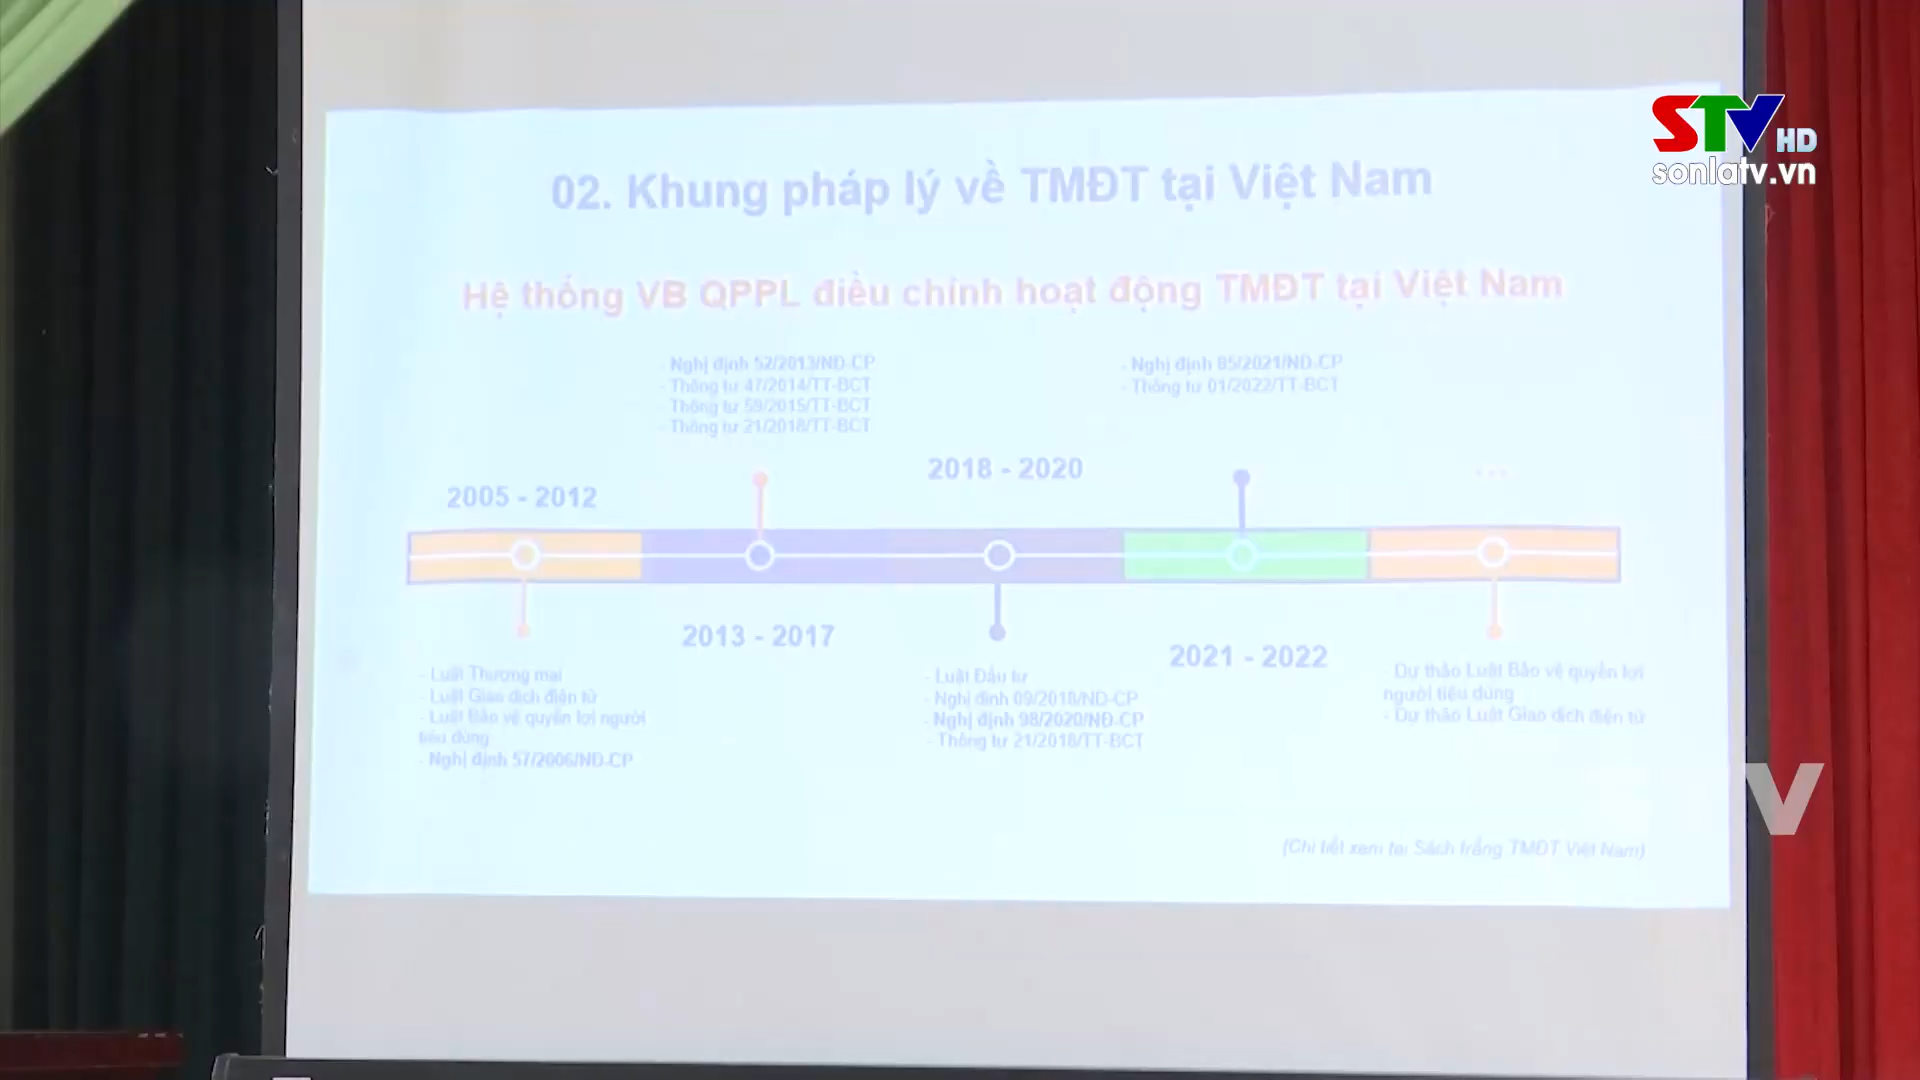 STV HD
sonlatv.vn
02. Khung pháp lý về TMĐT tại Việt Nam
Hệ thống VB QPPL điều chỉnh hoạt động TMĐT tại Việt Nam
- Nghị định 52/2013/NĐ-CP
- Thông tư 47/2014/TT-BCT
- Thông tư 59/2015/TT-BCT
- Thông tư 21/2018/TT-BCT
- Nghị định 85/2021/NĐ-CP
- Thông tư 01/2022/TT-BCT
2005 - 2012
2018 - 2020
...
2013 - 2017
2021 - 2022
- Luật Thương mại
- Luật Giao dịch điện tử
- Luật Bảo vệ quyền lợi người
tiêu dùng
- Nghị định 57/2006/NĐ-CP
- Luật Đầu tư
- Nghị định 09/2018/NĐ-CP
- Nghị định 98/2020/NĐ-CP
- Thông tư 21/2018/TT-BCT
- Dự thảo Luật Bảo vệ quyền lợi
người tiêu dùng
- Dự thảo Luật Giao dịch điện tử
V
(Chi tiết xem tại Sách trắng TMĐT Việt Nam)